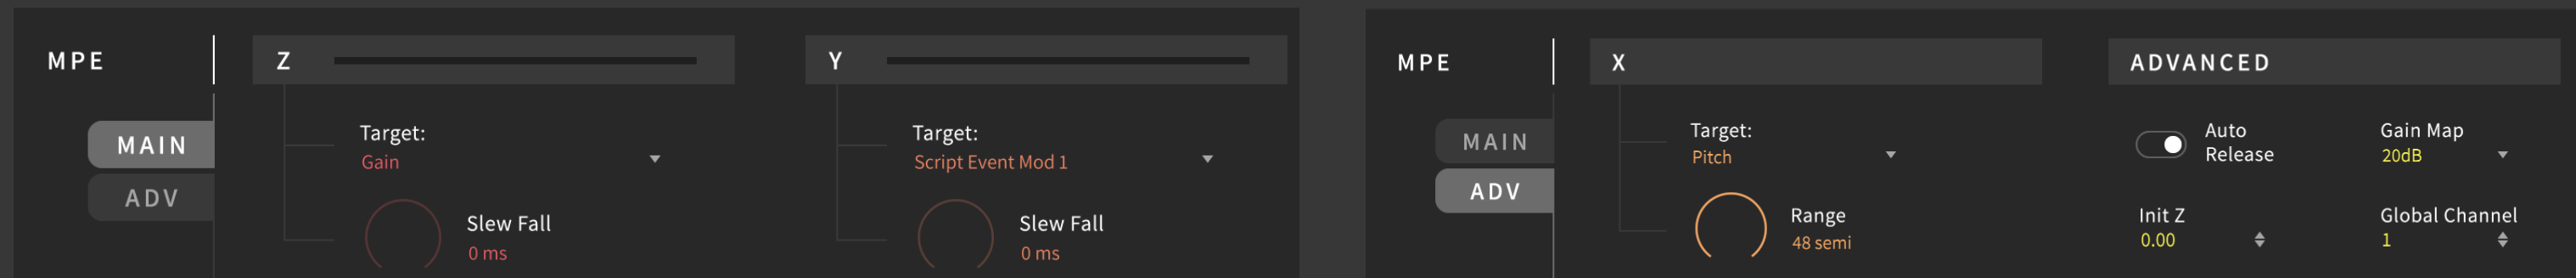 MPE
MAIN
ADV
Z
Target:
Gain
Slew Fall
0 ms
Y
Target:
Script Event Mod 1
Slew Fall
0 ms
MPE
MAIN
ADV
X
Target:
Pitch
Range
48 semi
ADVANCED
Auto
Release
Gain Map
20dB
Init Z
0.00
Global Channel
1